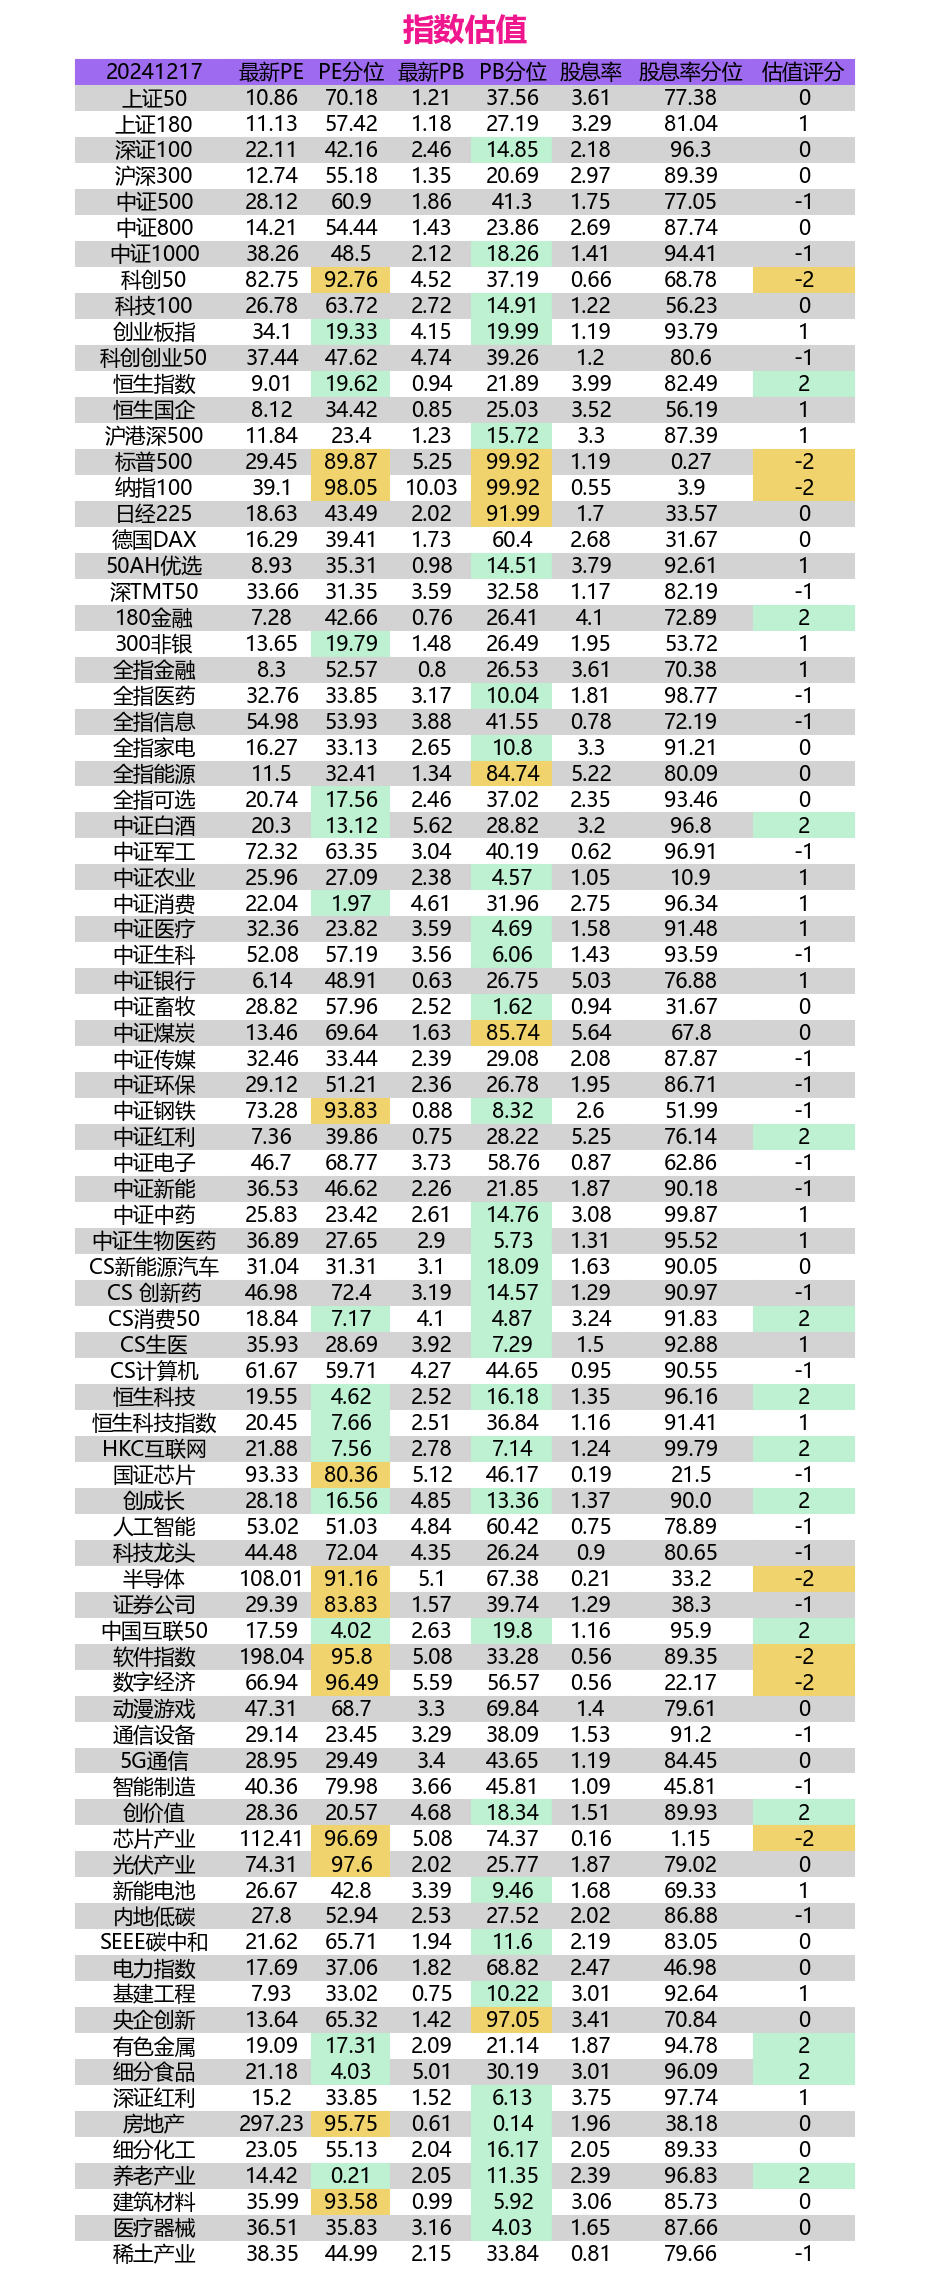 指数估值
20241217 最新PE PE分位 最新PB PB分位 股息率 股息率分位 估值评分
上证50 10.86 70.18 1.21 37.56 3.61 77.38 0
上证180 11.13 57.42 1.18 27.19 3.29 81.04 1
深证100 22.11 42.16 2.46 14.85 2.18 96.3 0
沪深300 12.74 55.18 1.35 20.69 2.97 89.39 0
中证500 28.12 60.9 1.86 41.3 1.75 77.05 -1
中证800 14.21 54.44 1.43 23.86 2.69 87.74 0
中证1000 38.26 48.5 2.12 18.26 1.41 94.41 -1
科创50 82.75 92.76 4.52 37.19 0.66 68.78 -2
科技100 26.78 63.72 2.72 14.91 1.22 56.23 0
创业板指 34.1 19.33 4.15 19.99 1.19 93.79 1
科创创业50 37.44 47.62 4.74 39.26 1.2 80.6 -1
恒生指数 9.01 19.62 0.94 21.89 3.99 82.49 2
恒生国企 8.12 34.42 0.85 25.03 3.52 56.19 1
沪港深500 11.84 23.4 1.23 15.72 3.3 87.39 1
标普500 29.45 89.87 5.25 99.92 1.19 0.27 -2
纳指100 39.1 98.05 10.03 99.92 0.55 3.9 -2
日经225 18.63 43.49 2.02 91.99 1.7 33.57 0
德国DAX 16.29 39.41 1.73 60.4 2.68 31.67 0
50AH优选 8.93 35.31 0.98 14.51 3.79 92.61 1
深TMT50 33.66 31.35 3.59 32.58 1.17 82.19 -1
180金融 7.28 42.66 0.76 26.41 4.1 72.89 2
300非银 13.65 19.79 1.48 26.49 1.95 53.72 1
全指金融 8.3 52.57 0.8 26.53 3.61 70.38 1
全指医药 32.76 33.85 3.17 10.04 1.81 98.77 -1
全指信息 54.98 53.93 3.88 41.55 0.78 72.19 -1
全指家电 16.27 33.13 2.65 10.8 3.3 91.21 0
全指能源 11.5 32.41 1.34 84.74 5.22 80.09 0
全指可选 20.74 17.56 2.46 37.02 2.35 93.46 0
中证白酒 20.3 13.12 5.62 28.82 3.2 96.8 2
中证军工 72.32 63.35 3.04 40.19 0.62 96.91 -1
中证农业 25.96 27.09 2.38 4.57 1.05 10.9 1
中证消费 22.04 1.97 4.61 31.96 2.75 96.34 1
中证医疗 32.36 23.82 3.59 4.69 1.58 91.48 1
中证生科 52.08 57.19 3.56 6.06 1.43 93.59 -1
中证银行 6.14 48.91 0.63 26.75 5.03 76.88 1
中证畜牧 28.82 57.96 2.52 1.62 0.94 31.67 0
中证煤炭 13.46 69.64 1.63 85.74 5.64 67.8 0
中证传媒 32.46 33.44 2.39 29.08 2.08 87.87 -1
中证环保 29.12 51.21 2.36 26.78 1.95 86.71 -1
中证钢铁 73.28 93.83 0.88 8.32 2.6 51.99 -1
中证红利 7.36 39.86 0.75 28.22 5.25 76.14 2
中证电子 46.7 68.77 3.73 58.76 0.87 62.86 -1
中证新能 36.53 46.62 2.26 21.85 1.87 90.18 -1
中证中药 25.83 23.42 2.61 14.76 3.08 99.87 1
中证生物医药 36.89 27.65 2.9 5.73 1.31 95.52 1
CS新能源汽车 31.04 31.31 3.1 18.09 1.63 90.05 0
CS 创新药 46.98 72.4 3.19 14.57 1.29 90.97 -1
CS消费50 18.84 7.17 4.1 4.87 3.24 91.83 2
CS生医 35.93 28.69 3.92 7.29 1.5 92.88 1
CS计算机 61.67 59.71 4.27 44.65 0.95 90.55 -1
恒生科技 19.55 4.62 2.52 16.18 1.35 96.16 2
恒生科技指数 20.45 7.66 2.51 36.84 1.16 91.41 1
HKC互联网 21.88 7.56 2.78 7.14 1.24 99.79 2
国证芯片 93.33 80.36 5.12 46.17 0.19 21.5 -1
创成长 28.18 16.56 4.85 13.36 1.37 90.0 2
人工智能 53.02 51.03 4.84 60.42 0.75 78.89 -1
科技龙头 44.48 72.04 4.35 26.24 0.9 80.65 -1
半导体 108.01 91.16 5.1 67.38 0.21 33.2 -2
证券公司 29.39 83.83 1.57 39.74 1.29 38.3 -1
中国互联50 17.59 4.02 2.63 19.8 1.16 95.9 2
软件指数 198.04 95.8 5.08 33.28 0.56 89.35 -2
数字经济 66.94 96.49 5.59 56.57 0.56 22.17 -2
动漫游戏 47.31 68.7 3.3 69.84 1.4 79.61 0
通信设备 29.14 23.45 3.29 38.09 1.53 91.2 -1
5G通信 28.95 29.49 3.4 43.65 1.19 84.45 0
智能制造 40.36 79.98 3.66 45.81 1.09 45.81 -1
创价值 28.36 20.57 4.68 18.34 1.51 89.93 2
芯片产业 112.41 96.69 5.08 74.37 0.16 1.15 -2
光伏产业 74.31 97.6 2.02 25.77 1.87 79.02 0
新能电池 26.67 42.8 3.39 9.46 1.68 69.33 1
内地低碳 27.8 52.94 2.53 27.52 2.02 86.88 -1
SEEE碳中和 21.62 65.71 1.94 11.6 2.19 83.05 0
电力指数 17.69 37.06 1.82 68.82 2.47 46.98 0
基建工程 7.93 33.02 0.75 10.22 3.01 92.64 1
央企创新 13.64 65.32 1.42 97.05 3.41 70.84 0
有色金属 19.09 17.31 2.09 21.14 1.87 94.78 2
细分食品 21.18 4.03 5.01 30.19 3.01 96.09 2
深证红利 15.2 33.85 1.52 6.13 3.75 97.74 1
房地产 297.23 95.75 0.61 0.14 1.96 38.18 0
细分化工 23.05 55.13 2.04 16.17 2.05 89.33 0
养老产业 14.42 0.21 2.05 11.35 2.39 96.83 2
建筑材料 35.99 93.58 0.99 5.92 3.06 85.73 0
医疗器械 36.51 35.83 3.16 4.03 1.65 87.66 0
稀土产业 38.35 44.99 2.15 33.84 0.81 79.66 -1